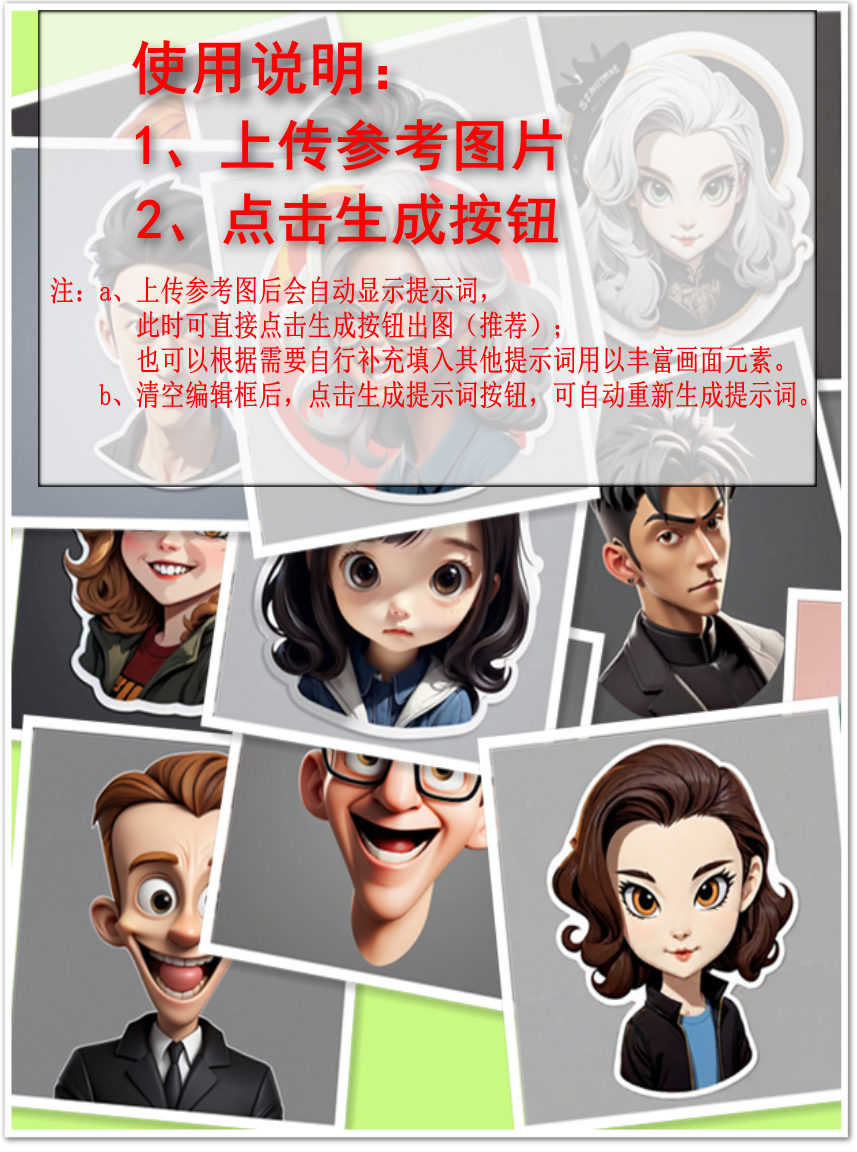 使用说明：
1、上传参考图片
2、点击生成按钮
注：a、上传参考图后会自动显示提示词，
此时可直接点击生成按钮出图（推荐）；
也可以根据需要自行补充填入其他提示词用以丰富画面元素。
b、清空编辑框后，点击生成提示词按钮，可自动重新生成提示词。